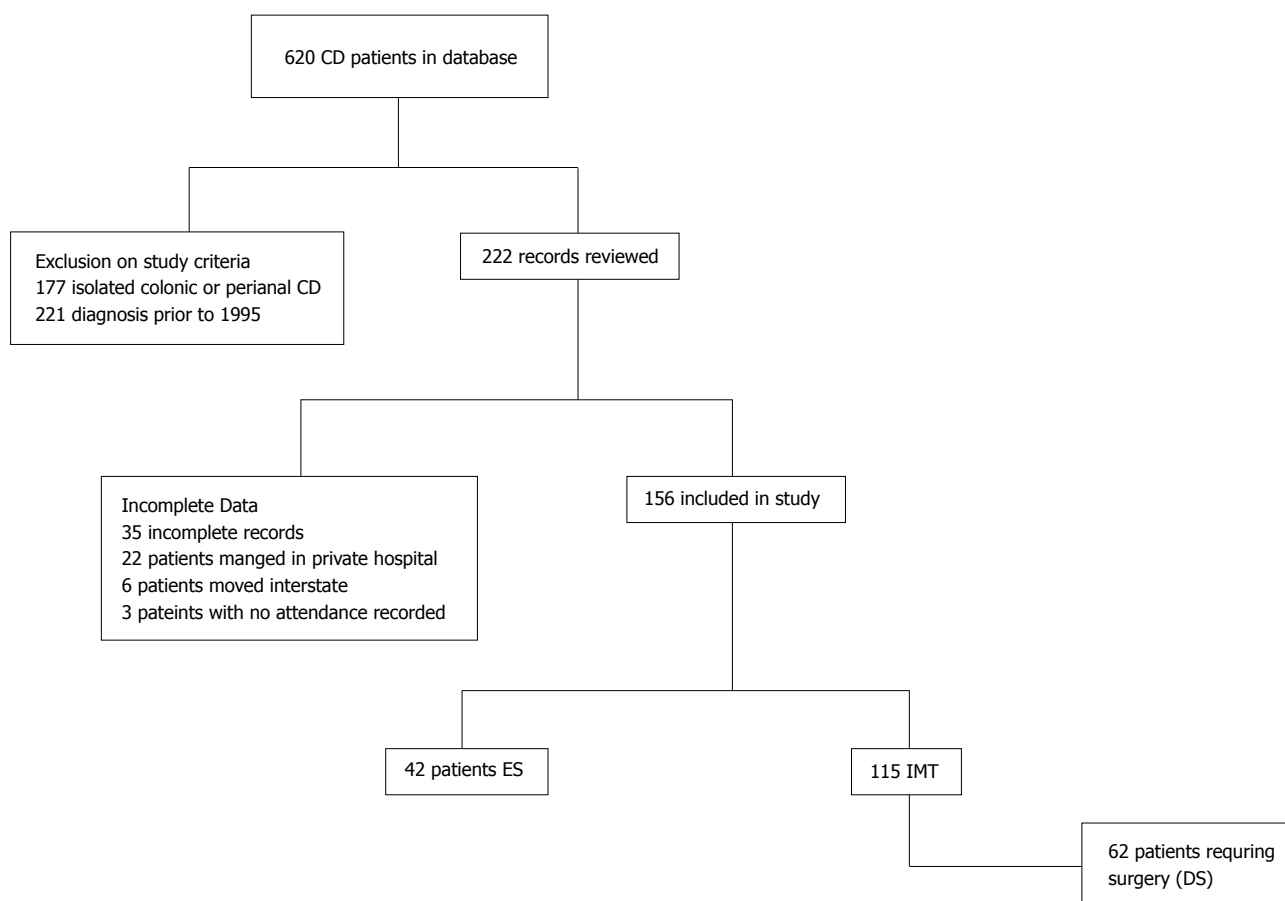 620 CD patients in database
Exclusion on study criteria
177 isolated colonic or perianal CD
221 diagnosis prior to 1995
222 records reviewed
Incomplete Data
35 incomplete records
22 patients manged in private hospital
6 patients moved interstate
3 pateints with no attendance recorded
156 included in study
42 patients ES
115 IMT
62 patients requring
surgery (DS)